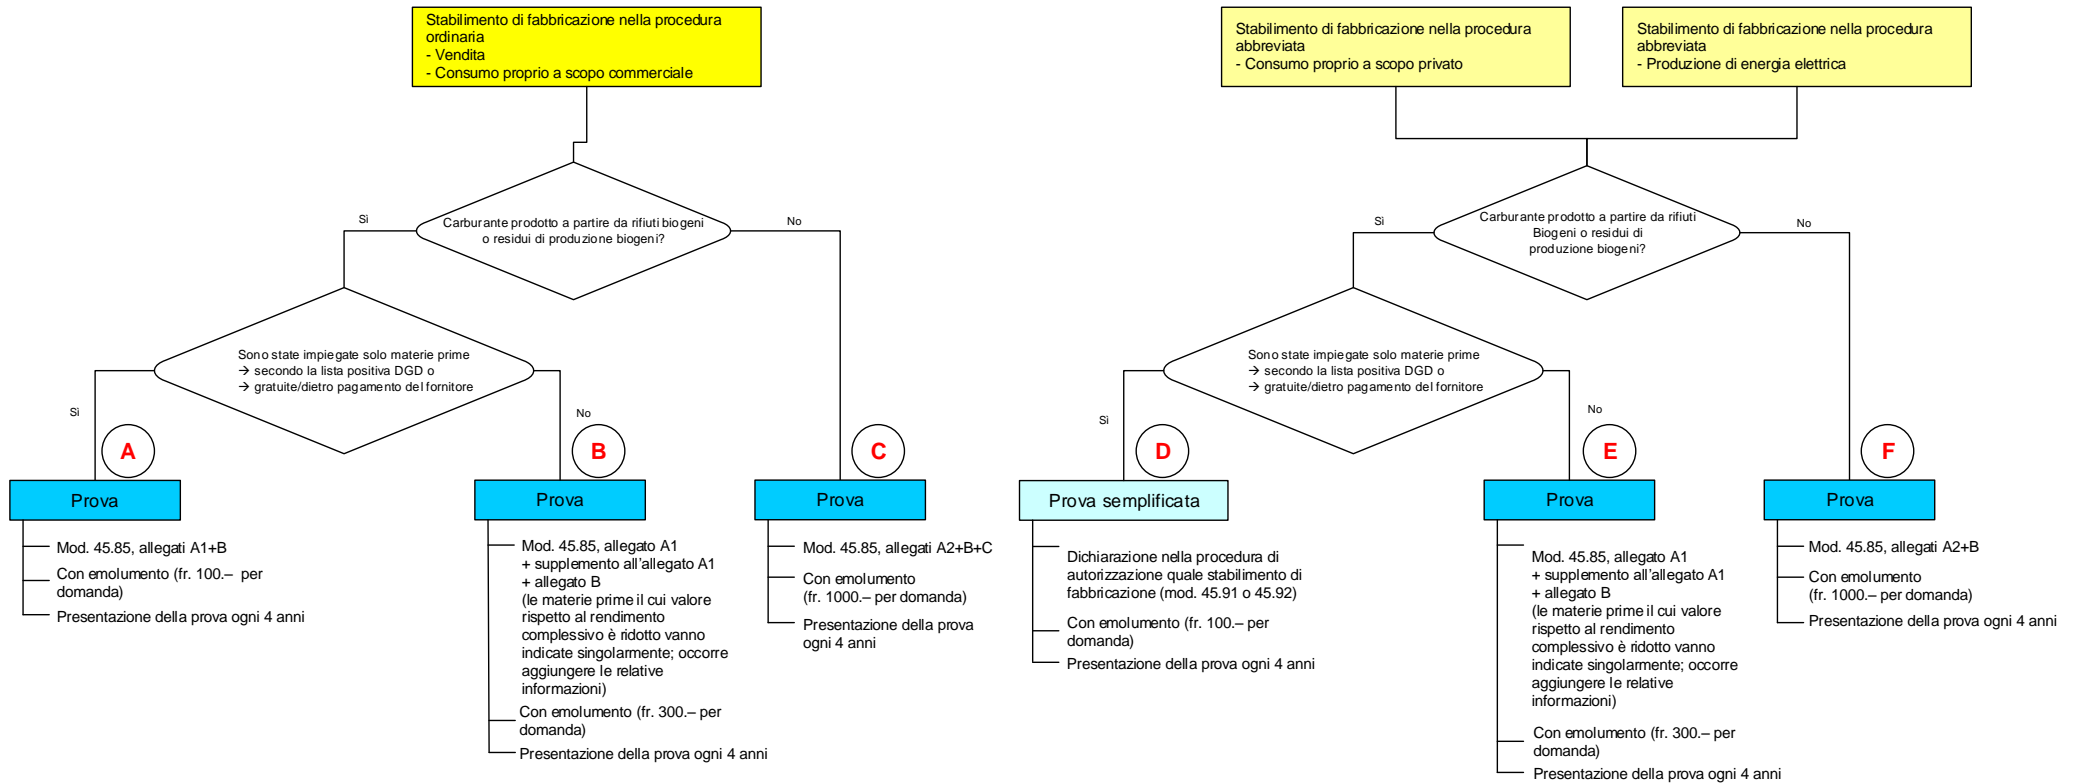 Stabilimento di fabbricazione nella procedura
ordinaria
- Vendita
- Consumo proprio a scopo commerciale
Stabilimento di fabbricazione nella procedura
abbreviata
- Consumo proprio a scopo privato
Stabilimento di fabbricazione nella procedura
abbreviata
- Produzione di energia elettrica
Sì
Carburante prodotto a partire da rifiuti biogeni
o residui di produzione biogeni?
No
Sì
Carburante prodotto a partire da rifiuti
Biogeni o residui di
produzione biogeni?
No
Sono state impiegate solo materie prime
→ secondo la lista positiva DGD o
→ gratuite/dietro pagamento del fornitore
Sì
No
Sono state impiegate solo materie prime
→ secondo la lista positiva DGD o
→ gratuite/dietro pagamento del fornitore
Sì
No
A
Prova
Mod. 45.85, allegati A1+B
Con emolumento (fr. 100.– per
domanda)
Presentazione della prova ogni 4 anni
B
Prova
Mod. 45.85, allegato A1
+ supplemento all'allegato A1
+ allegato B
(le materie prime il cui valore
rispetto al rendimento
complessivo è ridotto vanno
indicate singolarmente; occorre
aggiungere le relative
informazioni)
Con emolumento (fr. 300.– per
domanda)
Presentazione della prova ogni 4 anni
C
Prova
Mod. 45.85, allegati A2+B+C
Con emolumento
(fr. 1000.– per domanda)
Presentazione della prova
ogni 4 anni
D
Prova semplificata
Dichiarazione nella procedura di
autorizzazione quale stabilimento di
fabbricazione (mod. 45.91 o 45.92)
Con emolumento (fr. 100.– per
domanda)
Presentazione della prova ogni 4 anni
E
Prova
Mod. 45.85, allegato A1
+ supplemento all'allegato A1
+ allegato B
(le materie prime il cui valore
rispetto al rendimento
complessivo è ridotto vanno
indicate singolarmente; occorre
aggiungere le relative
informazioni)
Con emolumento (fr. 300.– per
domanda)
Presentazione della prova ogni 4 anni
F
Prova
Mod. 45.85, allegati A2+B
Con emolumento
(fr. 1000.– per domanda)
Presentazione della prova ogni 4 anni